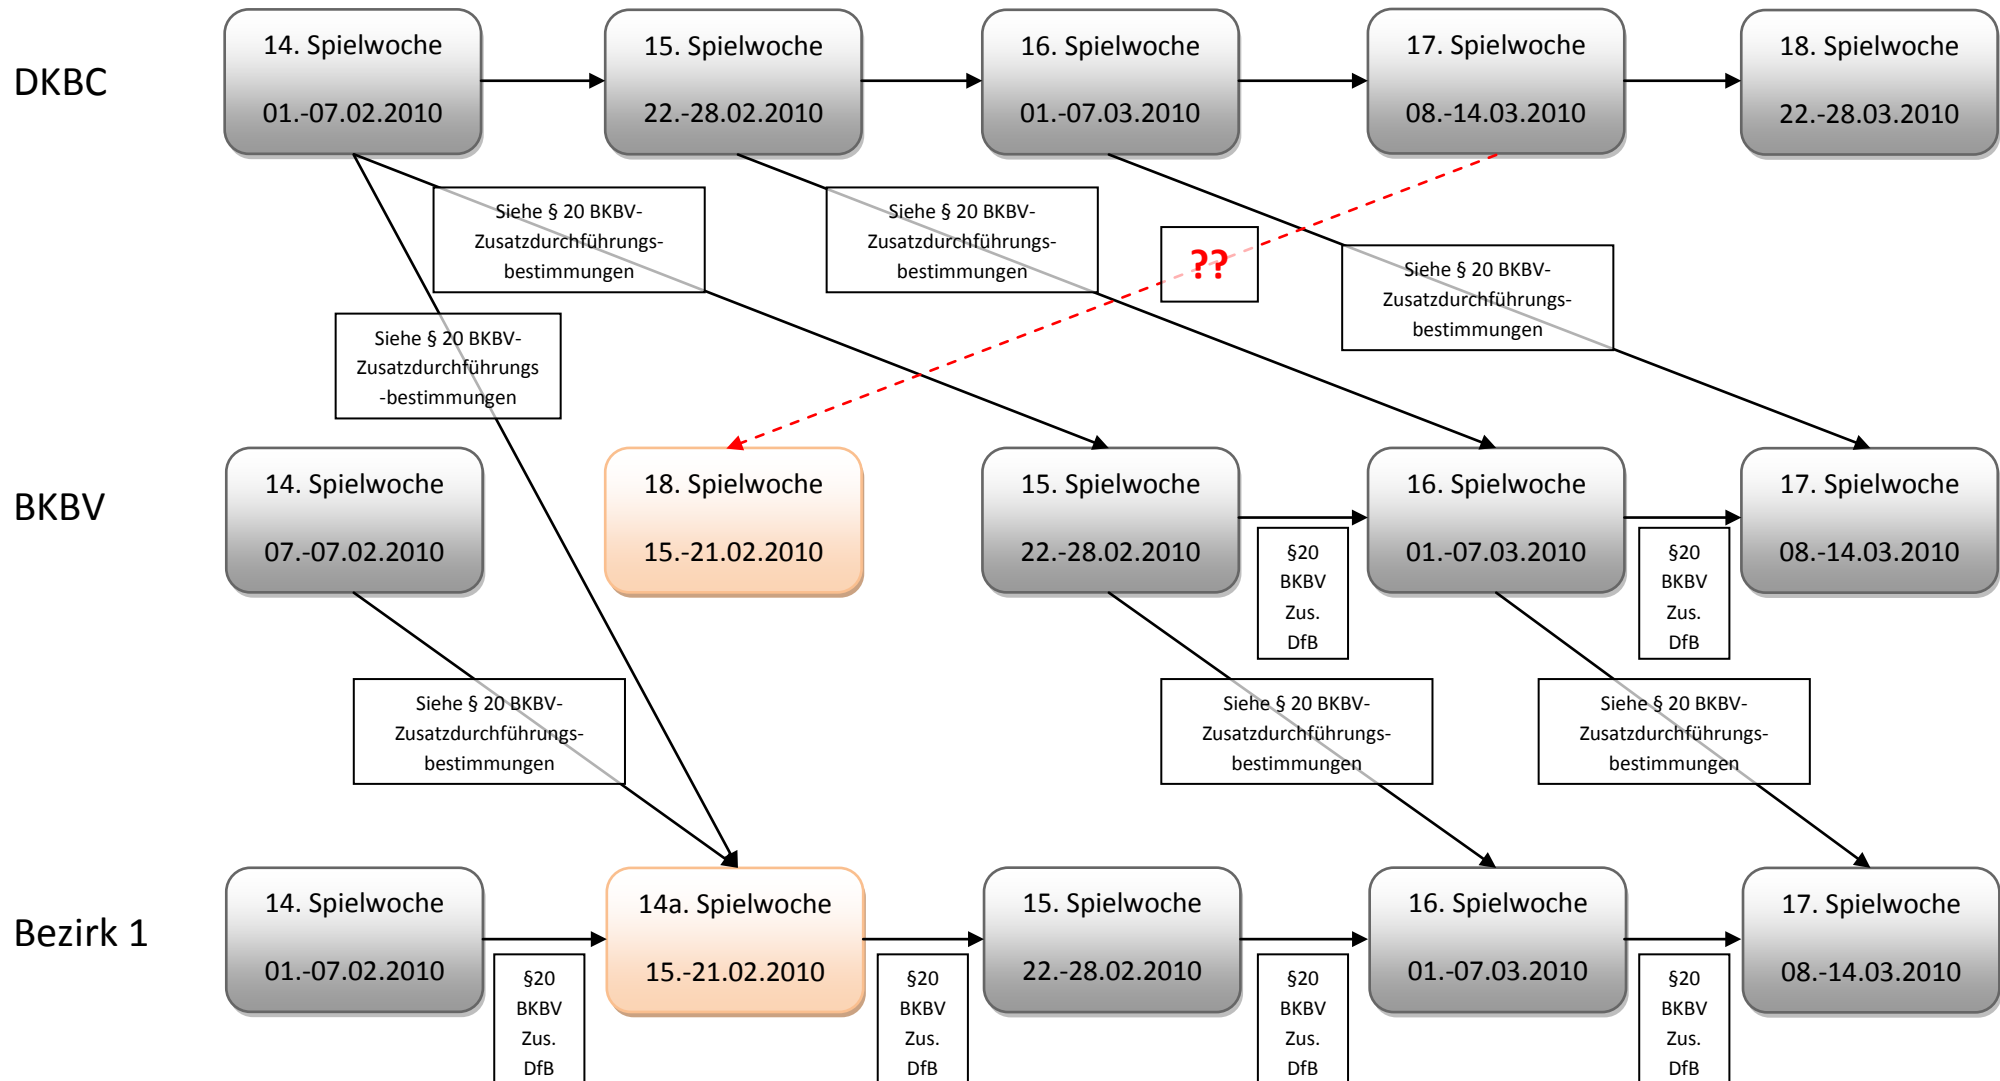 DKBC
14. Spielwoche
01.-07.02.2010
15. Spielwoche
22.-28.02.2010
16. Spielwoche
01.-07.03.2010
17. Spielwoche
08.-14.03.2010
18. Spielwoche
22.-28.03.2010
Siehe § 20 BKBV-
Zusatzdurchführungs-
bestimmungen
Siehe § 20 BKBV-
Zusatzdurchführungs-
bestimmungen
??
Siehe § 20 BKBV-
Zusatzdurchführungs-
bestimmungen
Siehe § 20 BKBV-
Zusatzdurchführungs
-bestimmungen
BKBV
14. Spielwoche
07.-07.02.2010
18. Spielwoche
15.-21.02.2010
15. Spielwoche
22.-28.02.2010
§20
BKBV
Zus.
DfB
16. Spielwoche
01.-07.03.2010
§20
BKBV
Zus.
DfB
17. Spielwoche
08.-14.03.2010
Siehe § 20 BKBV-
Zusatzdurchführungs-
bestimmungen
Siehe § 20 BKBV-
Zusatzdurchführungs-
bestimmungen
Siehe § 20 BKBV-
Zusatzdurchführungs-
bestimmungen
Bezirk 1
14. Spielwoche
01.-07.02.2010
§20
BKBV
Zus.
DfB
14a. Spielwoche
15.-21.02.2010
§20
BKBV
Zus.
DfB
15. Spielwoche
22.-28.02.2010
§20
BKBV
Zus.
DfB
16. Spielwoche
01.-07.03.2010
§20
BKBV
Zus.
DfB
17. Spielwoche
08.-14.03.2010